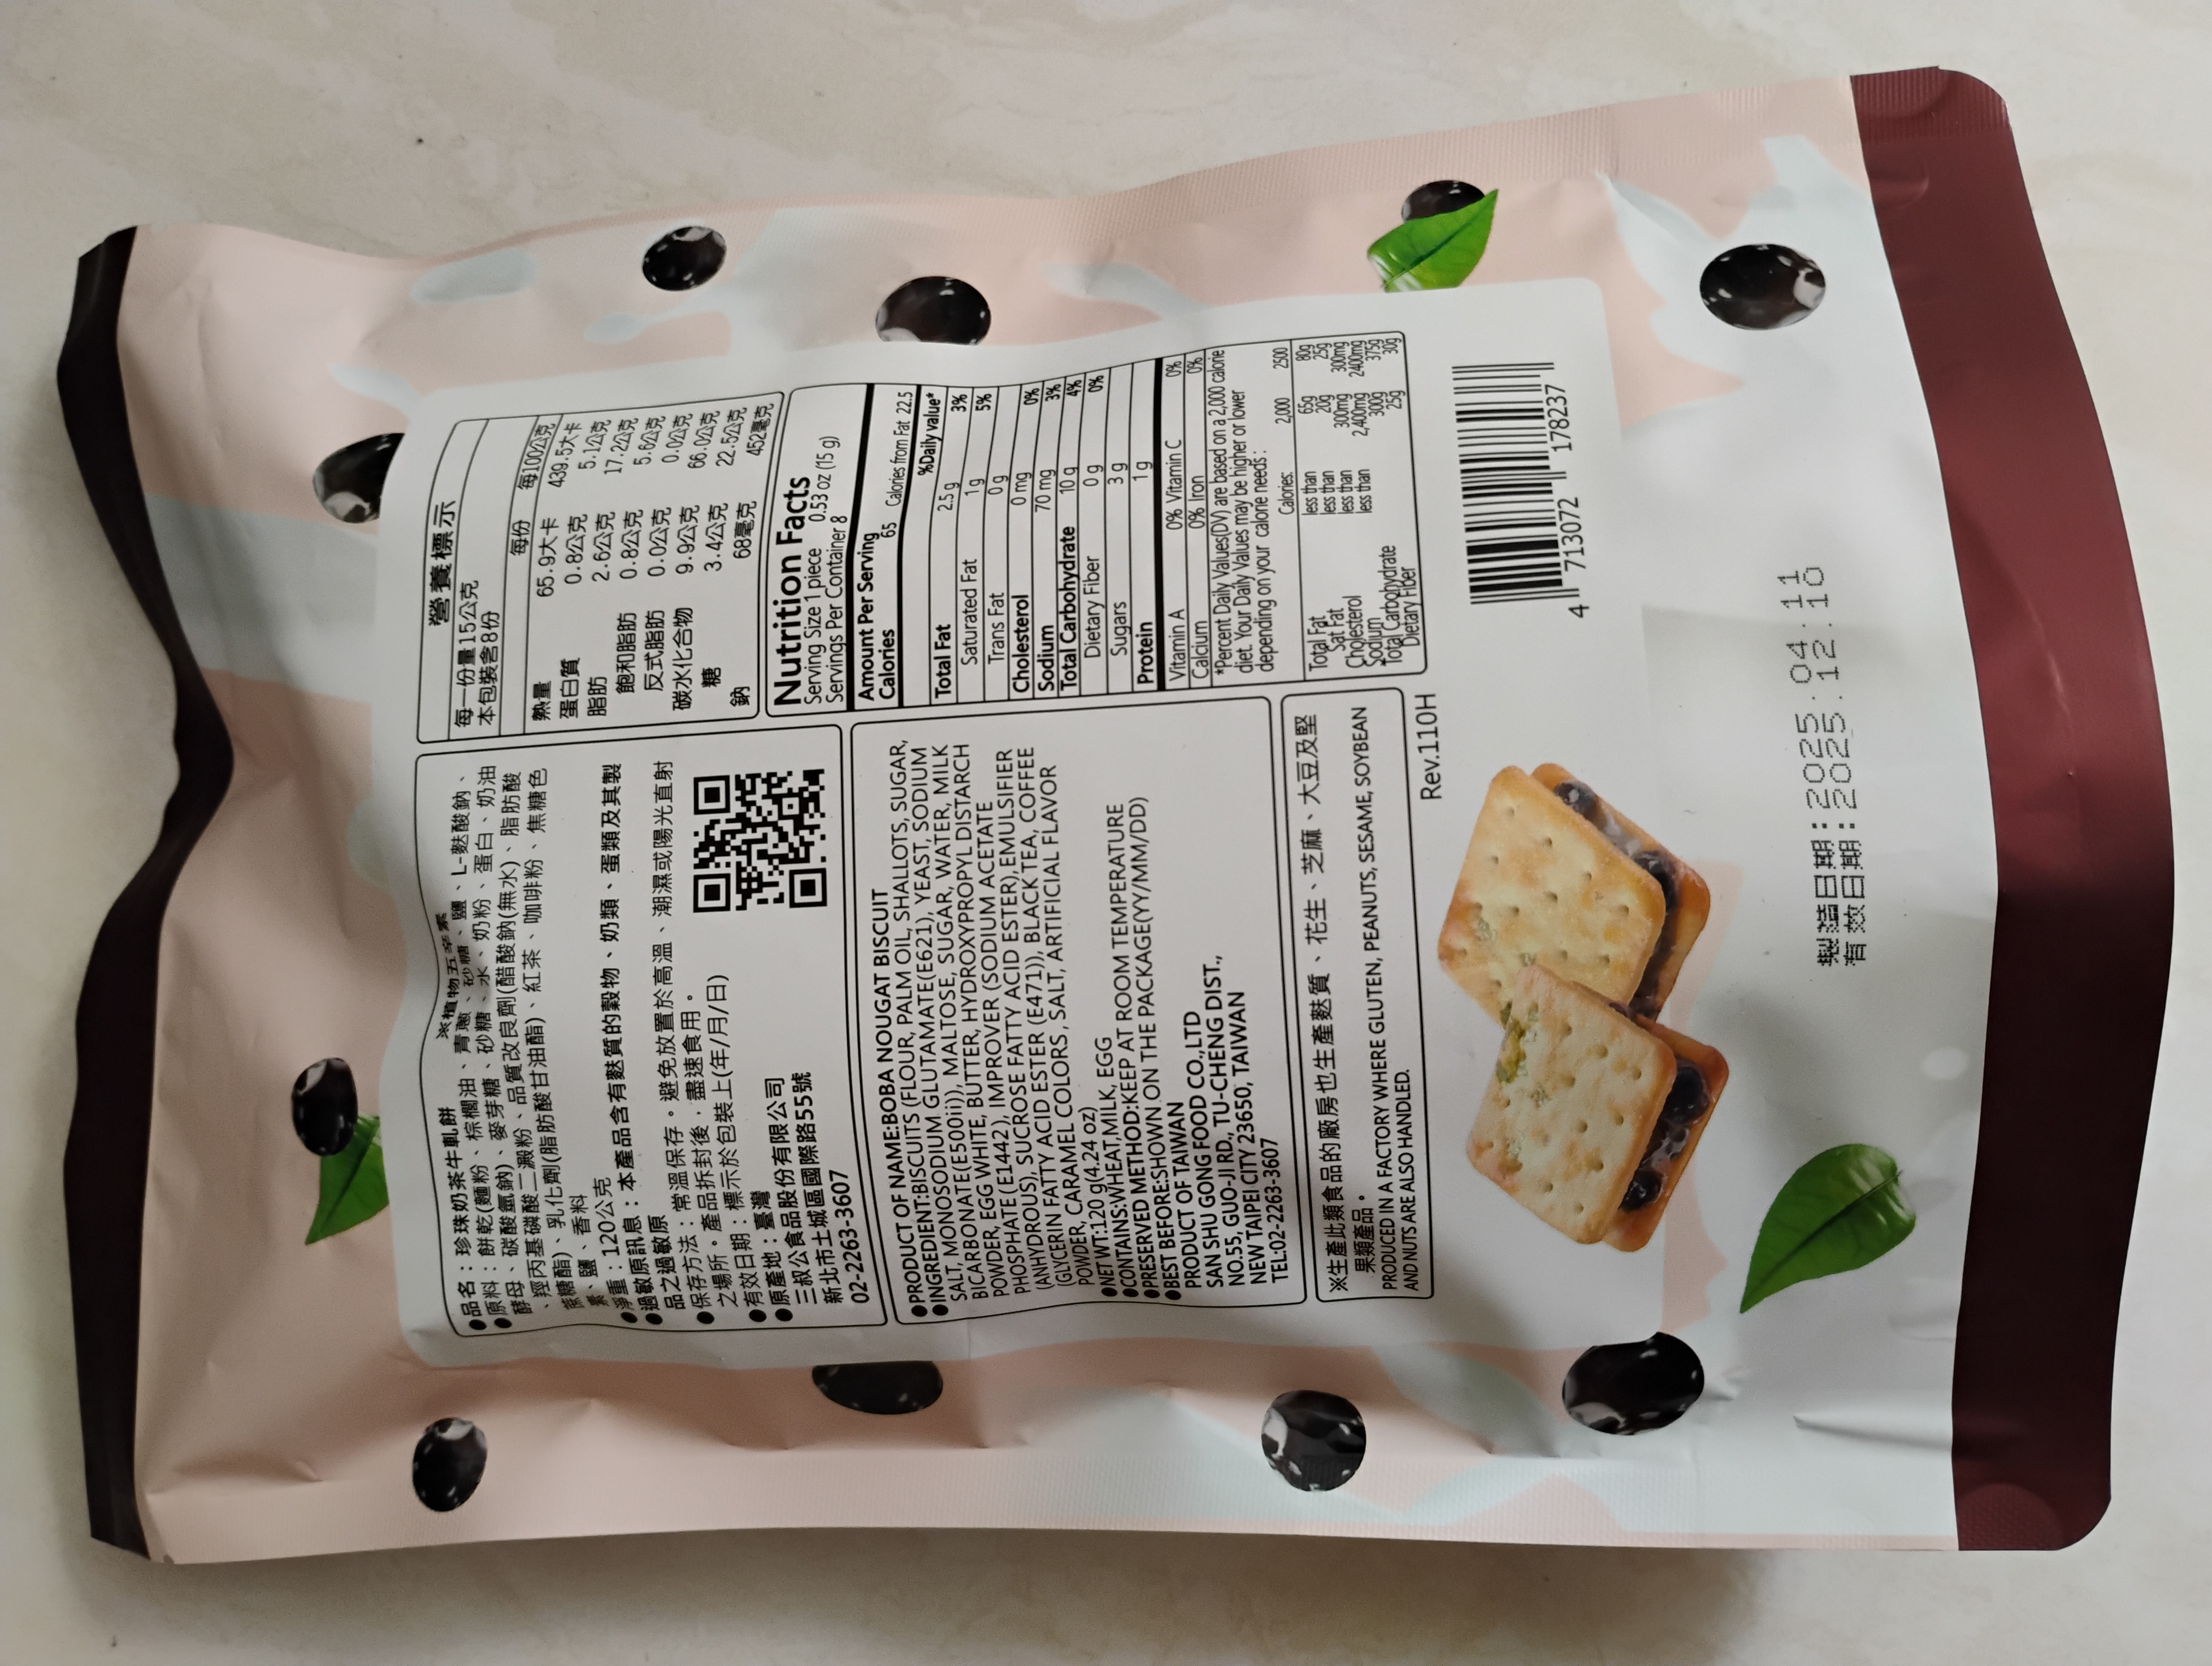 ※植物五辛素
●品名：珍珠奶茶牛軋餅
●原料：餅乾(麵粉、棕櫚油、青蔥、砂糖、鹽、L-麩酸鈉、
酵母、碳酸氫鈉)、麥芽糖、砂糖、水、奶粉、蛋白、奶油
、羥丙基磷酸二澱粉、品質改良劑(醋酸鈉(無水)、脂肪酸
蔗糖酯)、乳化劑(脂肪酸甘油酯)、紅茶、咖啡粉、焦糖色
素、鹽、香料
●淨重：120公克
●過敏原訊息：本產品含有麩質的穀物、奶類、蛋類及其製
品之過敏原
●保存方法：常溫保存。避免放置於高溫、潮濕或陽光直射
之場所。產品拆封後，盡速食用。
●有效日期：標示於包裝上(年/月/日)
●原產地：臺灣
三叔公食品股份有限公司
新北市土城區國際路55號
02-2263-3607
●PRODUCT OF NAME:BOBA NOUGAT BISCUIT
●INGREDIENT:BISCUITS (FLOUR, PALM OIL, SHALLOTS, SUGAR,
SALT, MONOSODIUM GLUTAMATE(E621), YEAST, SODIUM
BICARBONATE(E500ii)), MALTOSE, SUGAR, WATER, MILK
POWDER, EGG WHITE, BUTTER, HYDROXYPROPYL DISTARCH
PHOSPHATE (E1442), IMPROVER (SODIUM ACETATE
(ANHYDROUS), SUCROSE FATTY ACID ESTER), EMULSIFIER
(GLYCERIN FATTY ACID ESTER (E471)), BLACK TEA, COFFEE
POWDER, CARAMEL COLORS, SALT, ARTIFICIAL FLAVOR
●NET WT:120 g(4.24 oz)
●CONTAINS:WHEAT,MILK, EGG
●PRESERVED METHOD:KEEP AT ROOM TEMPERATURE
●BEST BEFORE:SHOWN ON THE PACKAGE(YY/MM/DD)
PRODUCT OF TAIWAN
SAN SHU GONG FOOD CO.,LTD
NO.55, GUO-JI RD., TU-CHENG DIST.,
NEW TAIPEI CITY 23650, TAIWAN
TEL:02-2263-3607
※生產此類食品的廠房也生產麩質、花生、芝麻、大豆及堅
果類產品。
PRODUCED IN A FACTORY WHERE GLUTEN, PEANUTS, SESAME, SOYBEAN
AND NUTS ARE ALSO HANDLED.
Rev.110H
營養標示
每一份量15公克
本包裝含8份
每份 每100公克
熱量 65.9大卡 439.5大卡
蛋白質 0.8公克 5.1公克
脂肪 2.6公克 17.2公克
飽和脂肪 0.8公克 5.6公克
反式脂肪 0.0公克 0.0公克
碳水化合物 9.9公克 66.0公克
糖 3.4公克 22.5公克
鈉 68毫克 452毫克
Nutrition Facts
Serving Size 1 piece 0.53 oz (15 g)
Servings Per Container 8
Amount Per Serving
Calories 65 Calories from Fat 22.5
%Daily value*
Total Fat 2.5 g 3%
Saturated Fat 1 g 5%
Trans Fat 0 g
Cholesterol 0 mg 0%
Sodium 70 mg 3%
Total Carbohydrate 10 g 4%
Dietary Fiber 0 g 0%
Sugars 3 g
Protein 1 g
Vitamin A 0% Vitamin C 0%
Calcium 0% Iron 0%
*Percent Daily Values(DV) are based on a 2,000 calorie
diet. Your Daily Values may be higher or lower
depending on your calorie needs :
Calories: 2,000 2500
Total Fat less than 65g 80g
Sat Fat less than 20g 25g
Cholesterol less than 300mg 300mg
Sodium less than 2,400mg 2400mg
Total Carbohydrate 300g 375g
Dietary Fiber 25g 30g
4 713072 178237
製造日期：2025.04.11
有效日期：2025.12.10